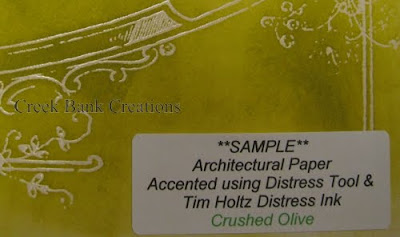 Creek Bank Creations
**SAMPLE**
Architectural Paper
Accented using Distress Tool &
Tim Holtz Distress Ink
Crushed Olive